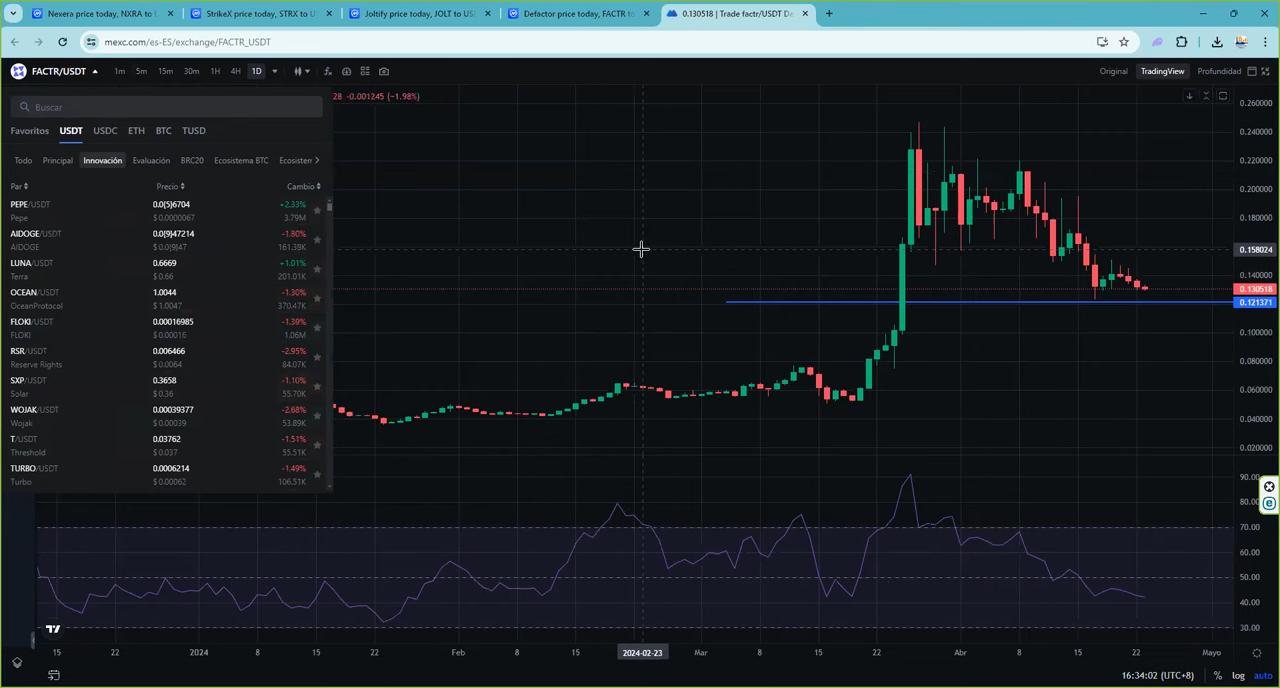 Nexera price today, NXRA to U
StrikeX price today, STRX to U
Joltify price today, JOLT to US
Defactor price today, FACTR to
0.130518 | Trade factr/USDT De
mexc.com/es-ES/exchange/FACTR_USDT
FACTR/USDT 1m 5m 15m 30m 1H 4H 1D
Original TradingView Profundidad
28 -0.001245 (−1.98%)
Buscar
Favoritos USDT USDC ETH BTC TUSD
Todo Principal Innovación Evaluación BRC20 Ecosistema BTC Ecosisten
Par Precio Cambio
PEPE/USDT 0.0{5}6704 +2.33%
Pepe $ 0.0000067 3.79M
AIDOGE/USDT 0.0{9}47214 -1.80%
AIDOGE $ 0.0{9}47 161.38K
LUNA/USDT 0.6669 +1.01%
Terra $ 0.66 201.01K
OCEAN/USDT 1.0044 -1.30%
OceanProtocol $ 1.0047 370.47K
FLOKI/USDT 0.00016985 -1.39%
FLOKI $ 0.00016 1.06M
RSR/USDT 0.006466 -2.95%
Reserve Rights $ 0.0064 84.07K
SXP/USDT 0.3658 -1.10%
Solar $ 0.36 55.70K
WOJAK/USDT 0.00039377 -2.68%
Wojak $ 0.00039 53.89K
T/USDT 0.03762 -1.51%
Threshold $ 0.037 55.51K
TURBO/USDT 0.0006214 -1.49%
Turbo $ 0.00062 106.51K
0.260000
0.240000
0.220000
0.200000
0.180000
0.158024
0.140000
0.130518
0.121371
0.100000
0.080000
0.060000
0.040000
0.020000
90.00
80.00
70.00
60.00
50.00
40.00
30.00
15 22 2024 8 15 22 Feb 8 15 2024-02-23 Mar 8 15 22 Abr 8 15 22 Mayo
16:34:02 (UTC+8) % log auto